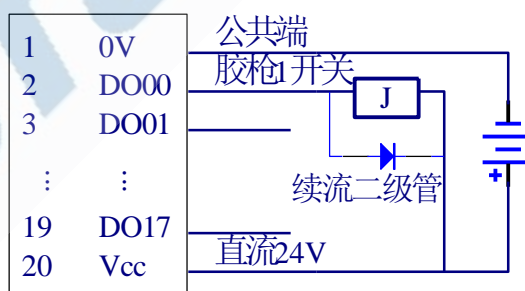 1 0V 公共端
2 DO00 胶枪1开关
J
3 DO01
⋮ ⋮
续流二级管
+
19 DO17
直流24V
20 Vcc